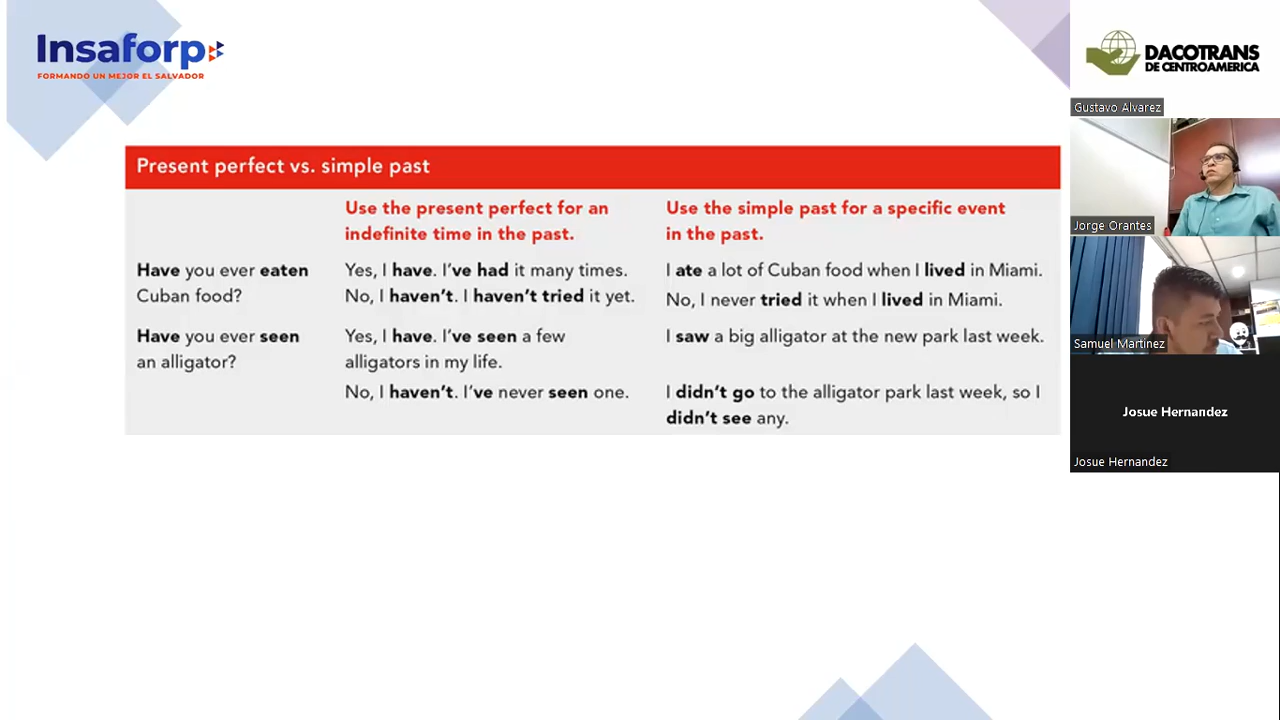 Insaforp
FORMANDO UN MEJOR EL SALVADOR
Present perfect vs. simple past
Use the present perfect for an
indefinite time in the past.
Use the simple past for a specific event
in the past.
Have you ever eaten
Cuban food?
Yes, I have. I've had it many times.
No, I haven't. I haven't tried it yet.
I ate a lot of Cuban food when I lived in Miami.
No, I never tried it when I lived in Miami.
Have you ever seen
an alligator?
Yes, I have. I've seen a few
alligators in my life.
No, I haven't. I've never seen one.
I saw a big alligator at the new park last week.
I didn't go to the alligator park last week, so I
didn't see any.
DACOTRANS
DE CENTROAMERICA
Gustavo Alvarez
Jorge Orantes
Samuel Martinez
Josue Hernandez
Josue Hernandez